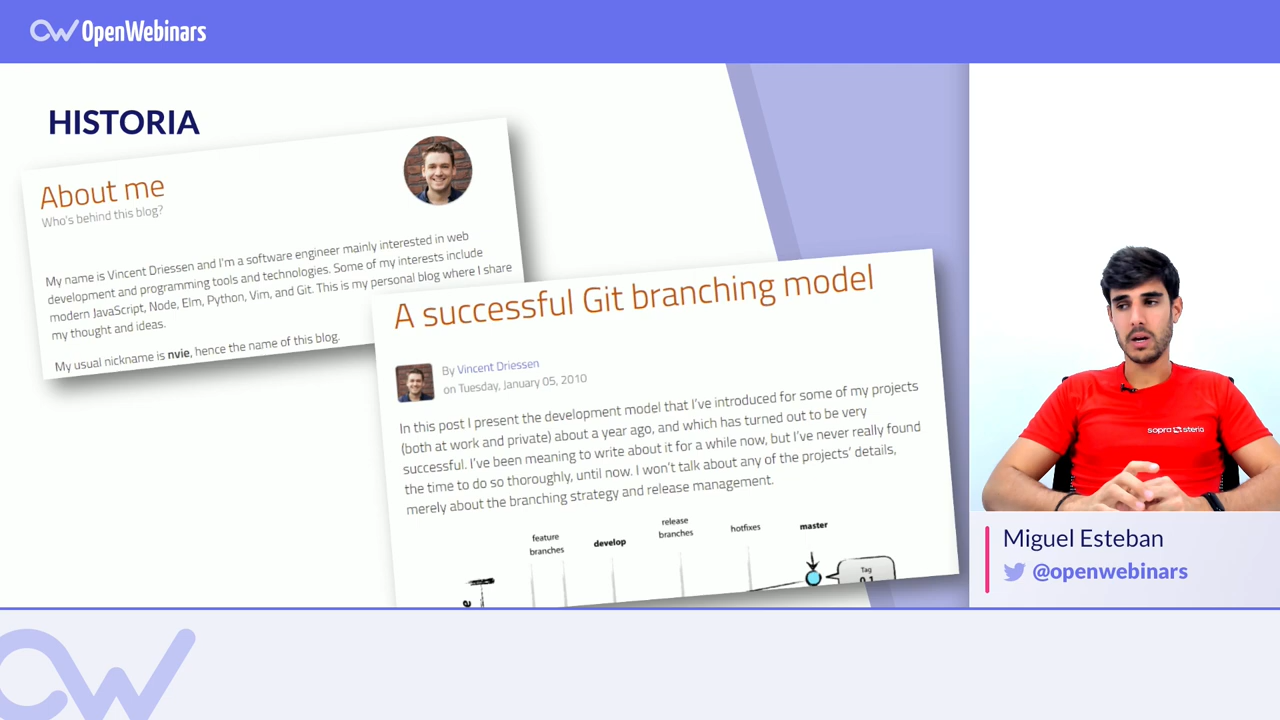 OpenWebinars
HISTORIA
About me
Who's behind this blog?
My name is Vincent Driessen and I'm a software engineer mainly interested in web
development and programming tools and technologies. Some of my interests include
modern JavaScript, Node, Elm, Python, Vim, and Git. This is my personal blog where I share
my thought and ideas.
My usual nickname is nvie, hence the name of this blog.
A successful Git branching model
By Vincent Driessen
on Tuesday, January 05, 2010
In this post I present the development model that I've introduced for some of my projects
(both at work and private) about a year ago, and which has turned out to be very
successful. I've been meaning to write about it for a while now, but I've never really found
the time to do so thoroughly, until now. I won't talk about any of the projects' details,
merely about the branching strategy and release management.
feature
branches
develop
release
branches
hotfixes
master
Tag
0.1
sopra steria
Miguel Esteban
@openwebinars